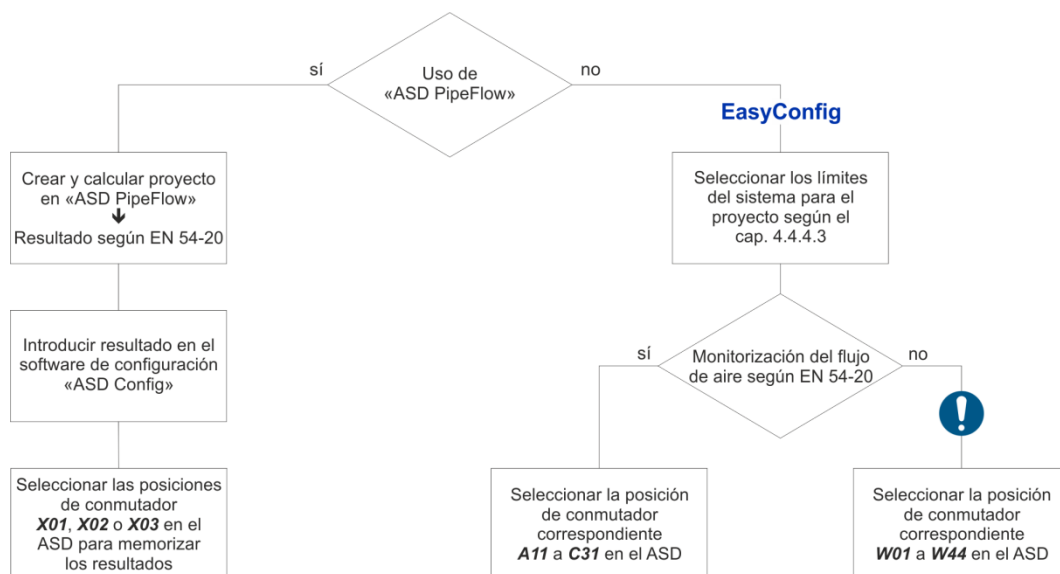 Uso de
«ASD PipeFlow»
sí
no
EasyConfig
Crear y calcular proyecto
en «ASD PipeFlow»
Resultado según EN 54-20
Seleccionar los límites
del sistema para el
proyecto según el
cap. 4.4.4.3
Introducir resultado en el
software de configuración
«ASD Config»
sí
Monitorización del flujo
de aire según EN 54-20
no
!
Seleccionar las posiciones
de conmutador
X01, X02 o X03 en el
ASD para memorizar
los resultados
Seleccionar la posición
de conmutador
correspondiente
A11 a C31 en el ASD
Seleccionar la posición
de conmutador
correspondiente
W01 a W44 en el ASD